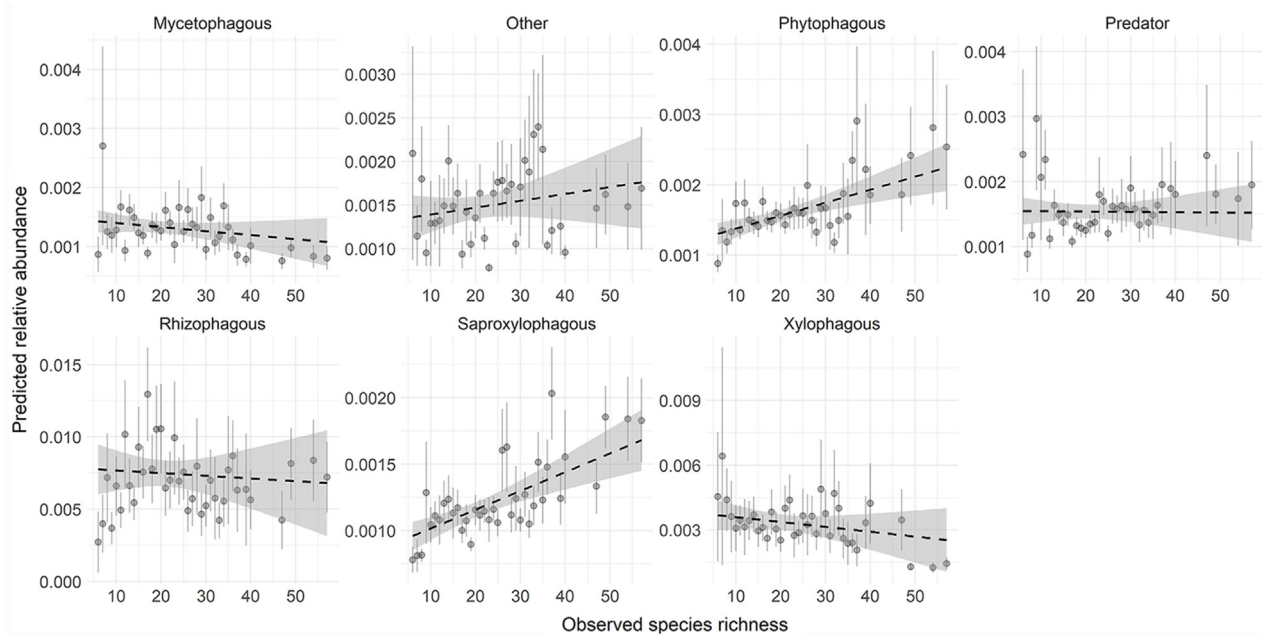 Mycetophagous
Other
Phytophagous
Predator
0.004
0.003
0.002
0.001
0.0030
0.0025
0.0020
0.0015
0.0010
0.004
0.003
0.002
0.001
0.004
0.003
0.002
0.001
10 20 30 40 50
10 20 30 40 50
10 20 30 40 50
10 20 30 40 50
Rhizophagous
Saproxylophagous
Xylophagous
0.015
0.010
0.005
0.000
0.0020
0.0015
0.0010
0.009
0.006
0.003
10 20 30 40 50
10 20 30 40 50
10 20 30 40 50
Predicted relative abundance
Observed species richness